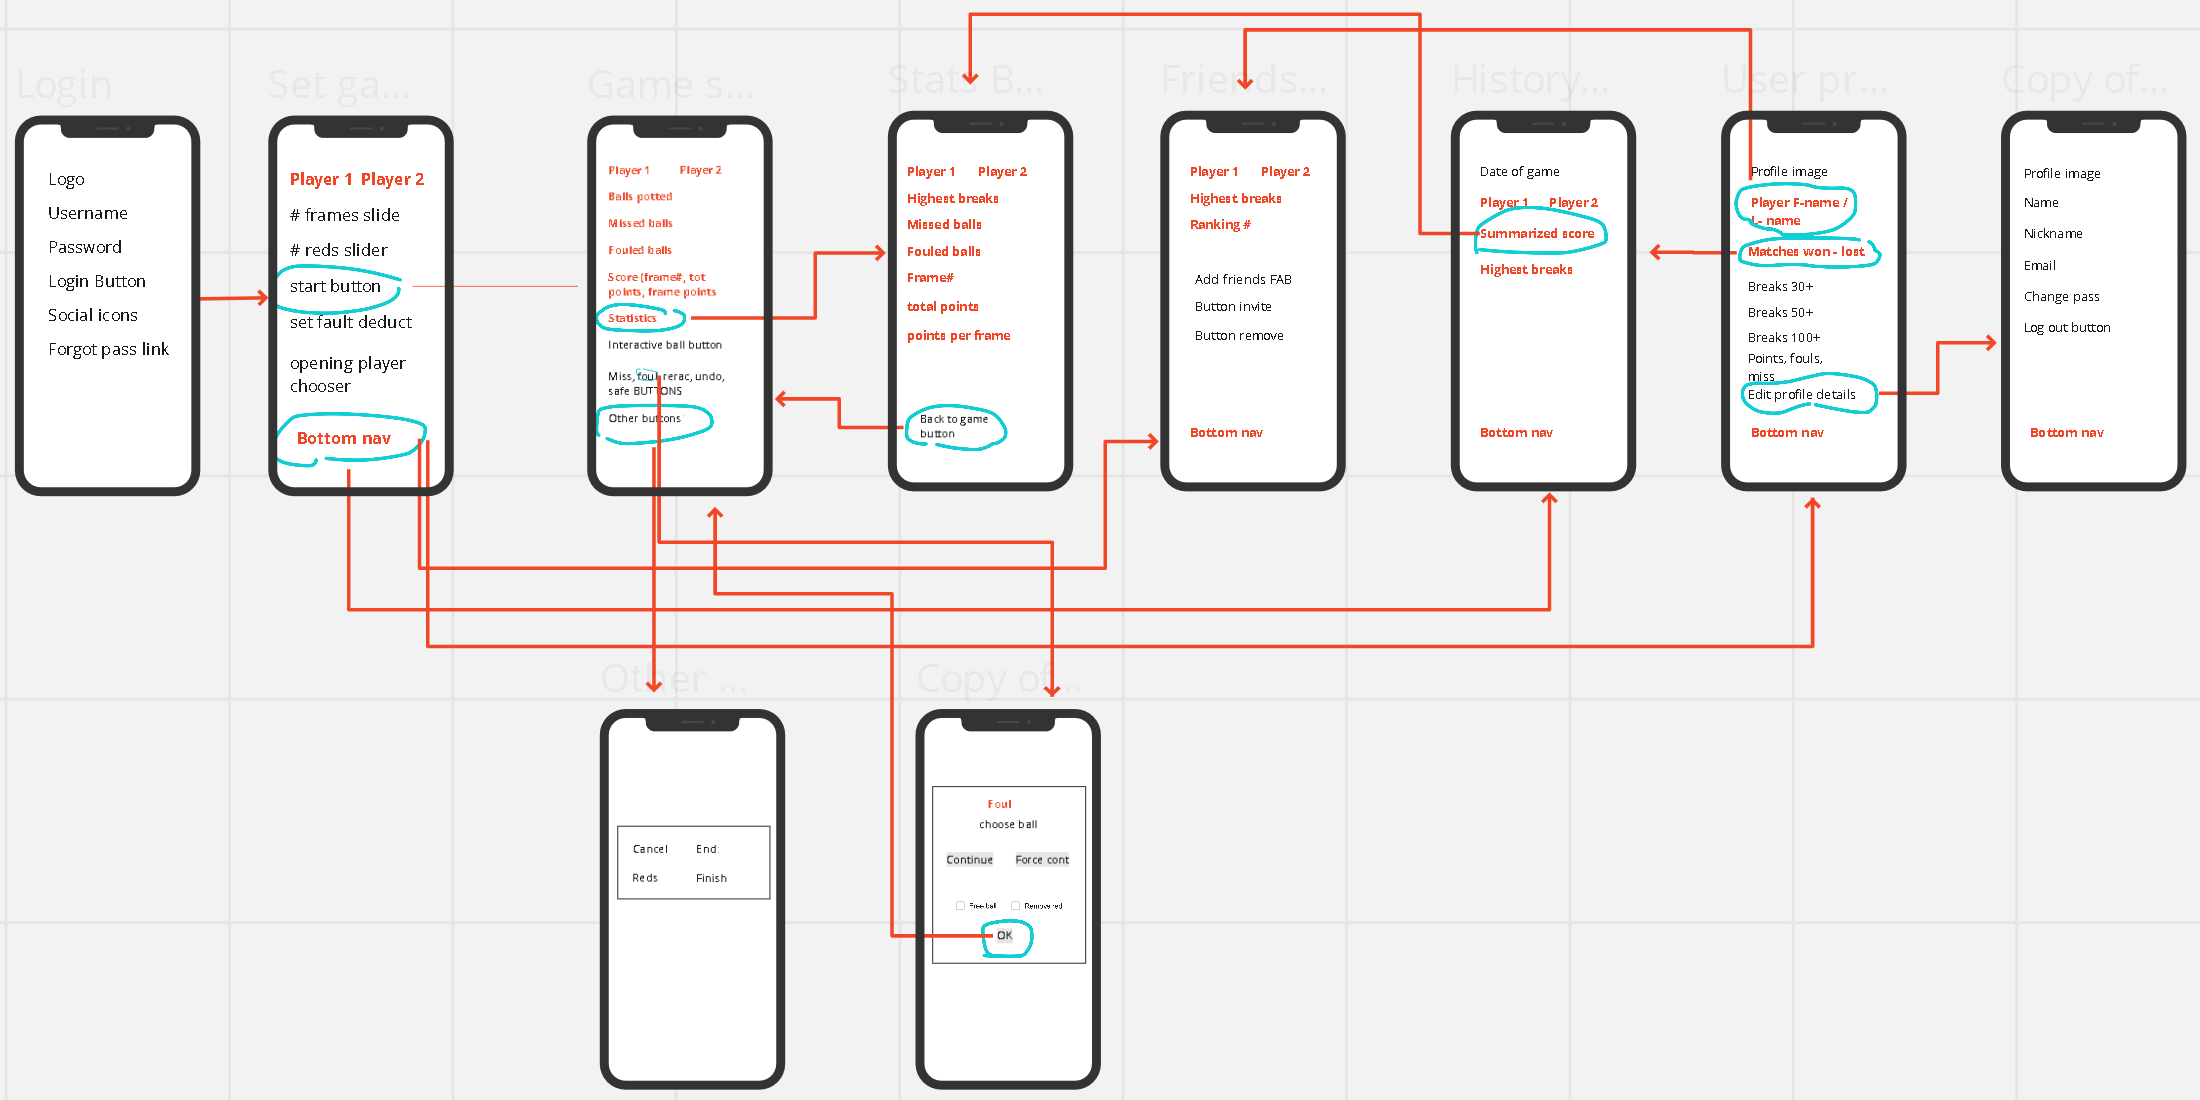 Login
Logo
Username
Password
Login Button
Social icons
Forgot pass link
Set ga...
Player 1 Player 2
# frames slide
# reds slider
start button
set fault deduct
opening player
chooser
Bottom nav
Game s...
Player 1 Player 2
Balls potted
Missed balls
Fouled balls
Score (frame#, tot
points, frame points
Statistics
Interactive ball button
Miss, foul, rerac, undo,
safe BUTTONS
Other buttons
Stats B...
Player 1 Player 2
Highest breaks
Missed balls
Fouled balls
Frame#
total points
points per frame
Back to game
button
Friends...
Player 1 Player 2
Highest breaks
Ranking #
Add friends FAB
Button invite
Button remove
Bottom nav
History...
Date of game
Player 1 Player 2
Summarized score
Highest breaks
Bottom nav
User pr...
Profile image
Player F-name /
L- name
Matches won - lost
Breaks 30+
Breaks 50+
Breaks 100+
Points, fouls,
miss
Edit profile details
Bottom nav
Copy of...
Profile image
Name
Nickname
Email
Change pass
Log out button
Bottom nav
Other ...
Cancel End:
Reds Finish
Copy of...
Foul
choose ball
Continue Force cont
Free ball Remove red
OK